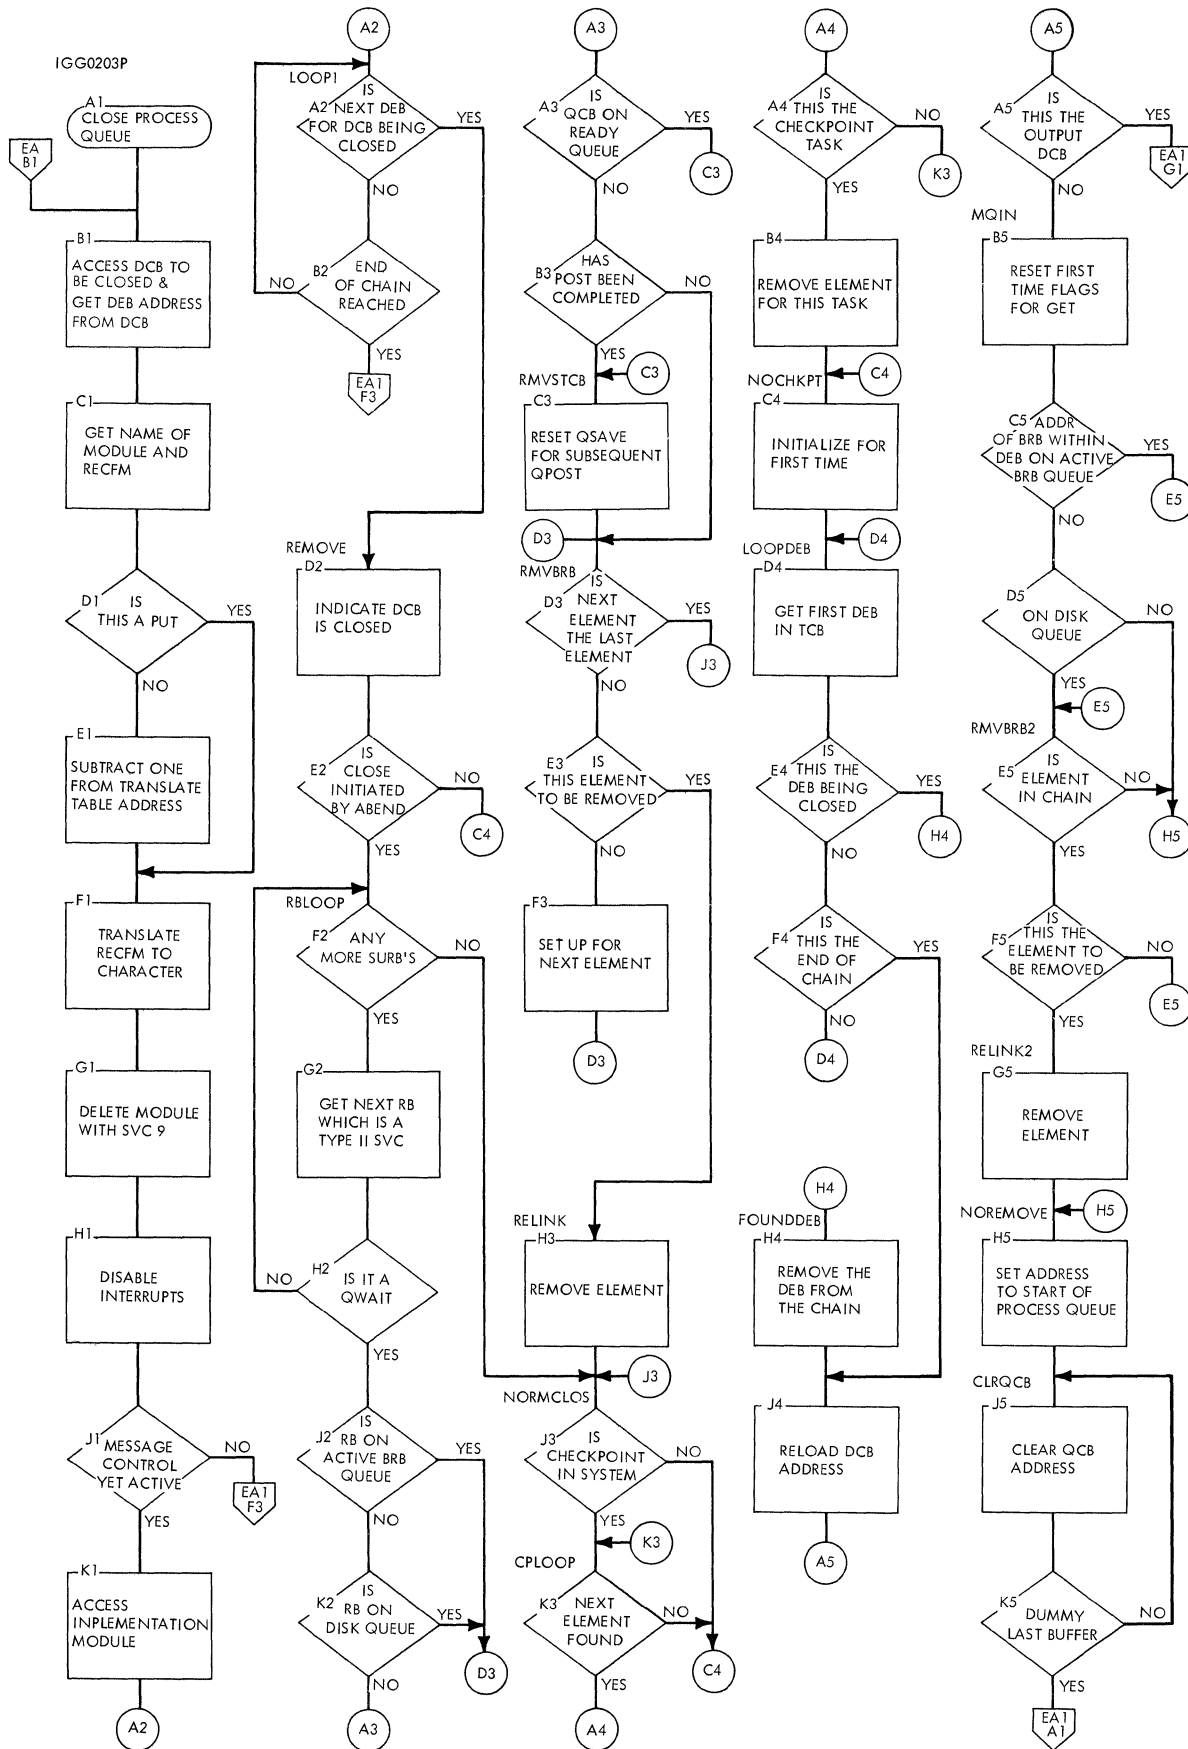 IGG0203P
A1
CLOSE PROCESS
QUEUE
EA
B1
B1
ACCESS DCB TO
BE CLOSED &
GET DEB ADDRESS
FROM DCB
C1
GET NAME OF
MODULE AND
RECFM
D1
IS
THIS A PUT
YES
NO
E1
SUBTRACT ONE
FROM TRANSLATE
TABLE ADDRESS
F1
TRANSLATE
RECFM TO
CHARACTER
G1
DELETE MODULE
WITH SVC 9
H1
DISABLE
INTERRUPTS
J1
MESSAGE
CONTROL
YET ACTIVE
NO
EA1
F3
YES
K1
ACCESS
INPLEMENTATION
MODULE
A2
A2
LOOP1
IS
A2
NEXT DEB
FOR DCB BEING
CLOSED
YES
NO
B2
END
OF CHAIN
REACHED
NO
YES
EA1
F3
REMOVE
D2
INDICATE DCB
IS CLOSED
IS
E2
CLOSE
INITIATED
BY ABEND
NO
C4
YES
RBLOOP
F2
ANY
MORE SURB'S
NO
YES
G2
GET NEXT RB
WHICH IS A
TYPE II SVC
H2
IS IT A
QWAIT
NO
YES
IS
J2
RB ON
ACTIVE BRB
QUEUE
YES
NO
IS
K2
RB ON
DISK QUEUE
YES
D3
NO
A3
A3
A3
IS
QCB ON
READY
QUEUE
YES
C3
NO
B3
HAS
POST BEEN
COMPLETED
NO
YES
RMVSTCB
C3
C3
RESET QSAVE
FOR SUBSEQUENT
QPOST
D3
RMVBRB
IS
D3
NEXT
ELEMENT
THE LAST
ELEMENT
YES
J3
NO
E3
IS
THIS ELEMENT
TO BE REMOVED
YES
NO
F3
SET UP FOR
NEXT ELEMENT
D3
RELINK
H3
REMOVE ELEMENT
J3
NORMCLOS
J3
IS
CHECKPOINT
IN SYSTEM
NO
YES
K3
CPLOOP
K3
NEXT
ELEMENT
FOUND
NO
C4
YES
A4
A4
A4
IS
THIS THE
CHECKPOINT
TASK
NO
K3
YES
B4
REMOVE ELEMENT
FOR THIS TASK
NOCHKPT
C4
C4
INITIALIZE FOR
FIRST TIME
D4
LOOPDEB
D4
GET FIRST DEB
IN TCB
E4
IS
THIS THE
DEB BEING
CLOSED
YES
H4
NO
F4
IS
THIS THE
END OF
CHAIN
YES
NO
D4
H4
FOUNDDEB
H4
REMOVE THE
DEB FROM
THE CHAIN
J4
RELOAD DCB
ADDRESS
A5
A5
A5
IS
THIS THE
OUTPUT
DCB
YES
EA1
G1
NO
MQIN
B5
RESET FIRST
TIME FLAGS
FOR GET
C5
ADDR
OF BRB WITHIN
DEB ON ACTIVE
BRB QUEUE
YES
E5
NO
D5
ON DISK
QUEUE
NO
YES
E5
RMVBRB2
E5
IS
ELEMENT
IN CHAIN
NO
H5
YES
F5
IS
THIS THE
ELEMENT TO
BE REMOVED
NO
E5
YES
RELINK2
G5
REMOVE
ELEMENT
NOREMOVE
H5
H5
SET ADDRESS
TO START OF
PROCESS QUEUE
CLRQCB
J5
CLEAR QCB
ADDRESS
K5
DUMMY
LAST BUFFER
NO
YES
EA1
A1